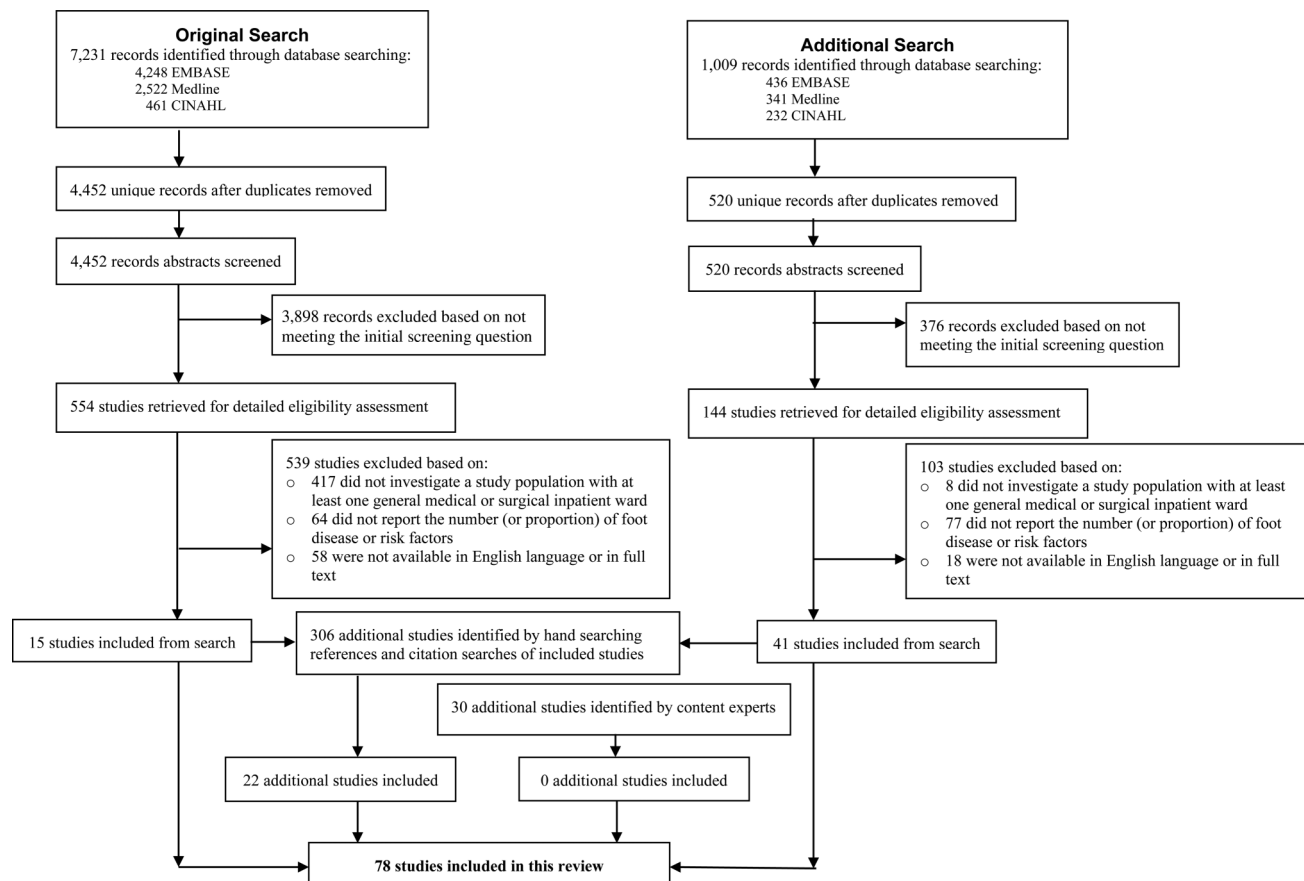 Original Search
7,231 records identified through database searching:
4,248 EMBASE
2,522 Medline
461 CINAHL
4,452 unique records after duplicates removed
4,452 records abstracts screened
3,898 records excluded based on not
meeting the initial screening question
554 studies retrieved for detailed eligibility assessment
539 studies excluded based on:
o 417 did not investigate a study population with at
least one general medical or surgical inpatient ward
o 64 did not report the number (or proportion) of foot
disease or risk factors
o 58 were not available in English language or in full
text
15 studies included from search
Additional Search
1,009 records identified through database searching:
436 EMBASE
341 Medline
232 CINAHL
520 unique records after duplicates removed
520 records abstracts screened
376 records excluded based on not
meeting the initial screening question
144 studies retrieved for detailed eligibility assessment
103 studies excluded based on:
o 8 did not investigate a study population with at least
one general medical or surgical inpatient ward
o 77 did not report the number (or proportion) of foot
disease or risk factors
o 18 were not available in English language or in full
text
41 studies included from search
306 additional studies identified by hand searching
references and citation searches of included studies
30 additional studies identified by content experts
22 additional studies included
0 additional studies included
78 studies included in this review